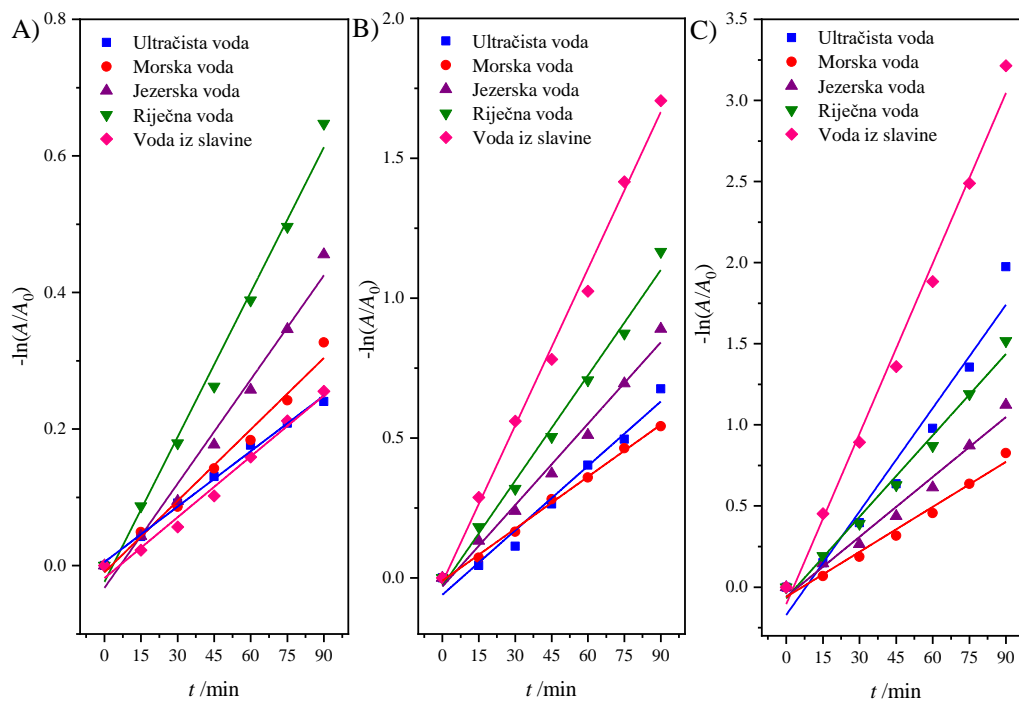 A)
Ultračista voda
Morska voda
Jezerska voda
Riječna voda
Voda iz slavine
0.8
0.6
0.4
0.2
0.0
-ln(A/A0)
0 15 30 45 60 75 90
t /min
B)
Ultračista voda
Morska voda
Jezerska voda
Riječna voda
Voda iz slavine
2.0
1.5
1.0
0.5
0.0
-ln(A/A0)
0 15 30 45 60 75 90
t /min
C)
Ultračista voda
Morska voda
Jezerska voda
Riječna voda
Voda iz slavine
3.5
3.0
2.5
2.0
1.5
1.0
0.5
0.0
-ln(A/A0)
0 15 30 45 60 75 90
t /min